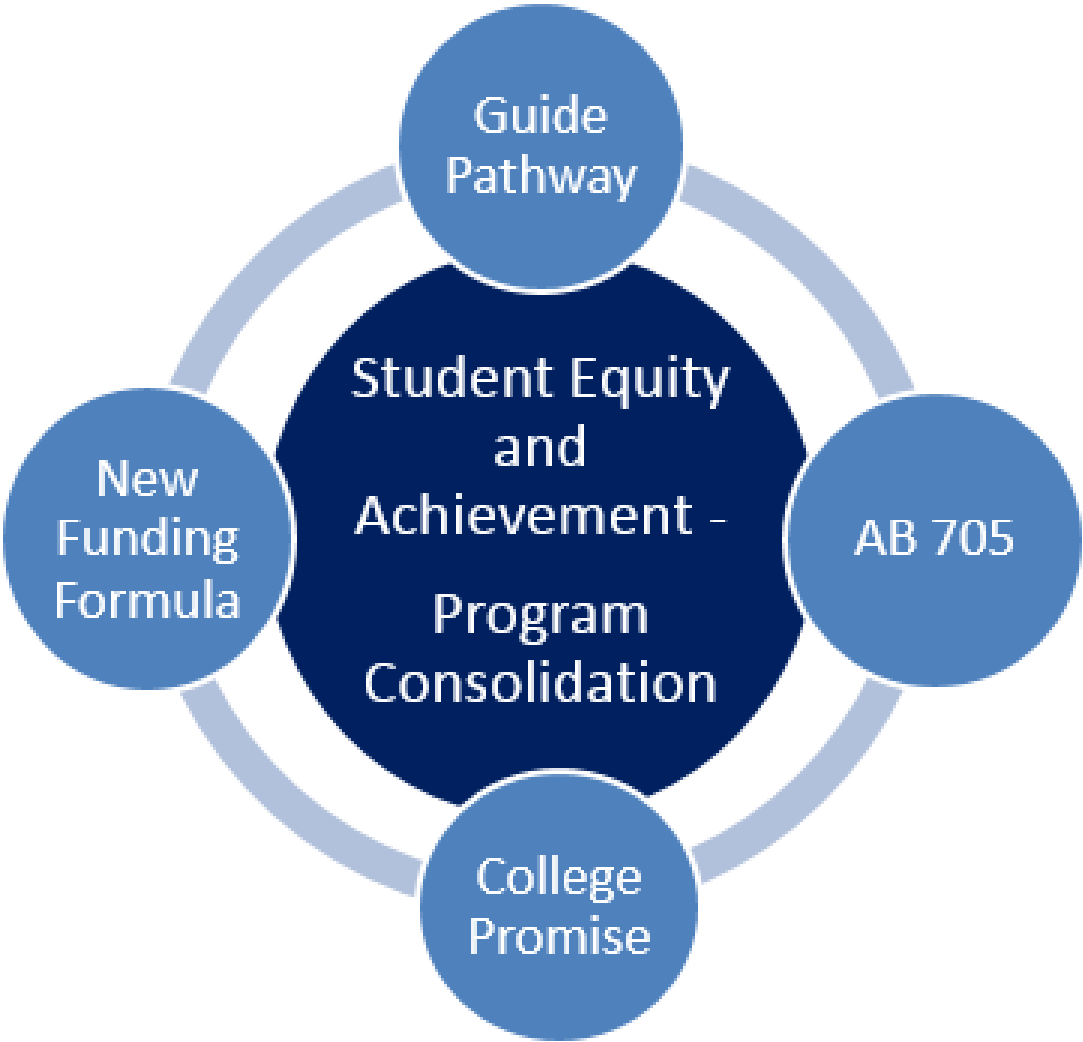 Guide
Pathway
Student Equity
and
Achievement -
Program
Consolidation
New
Funding
Formula
AB 705
College
Promise